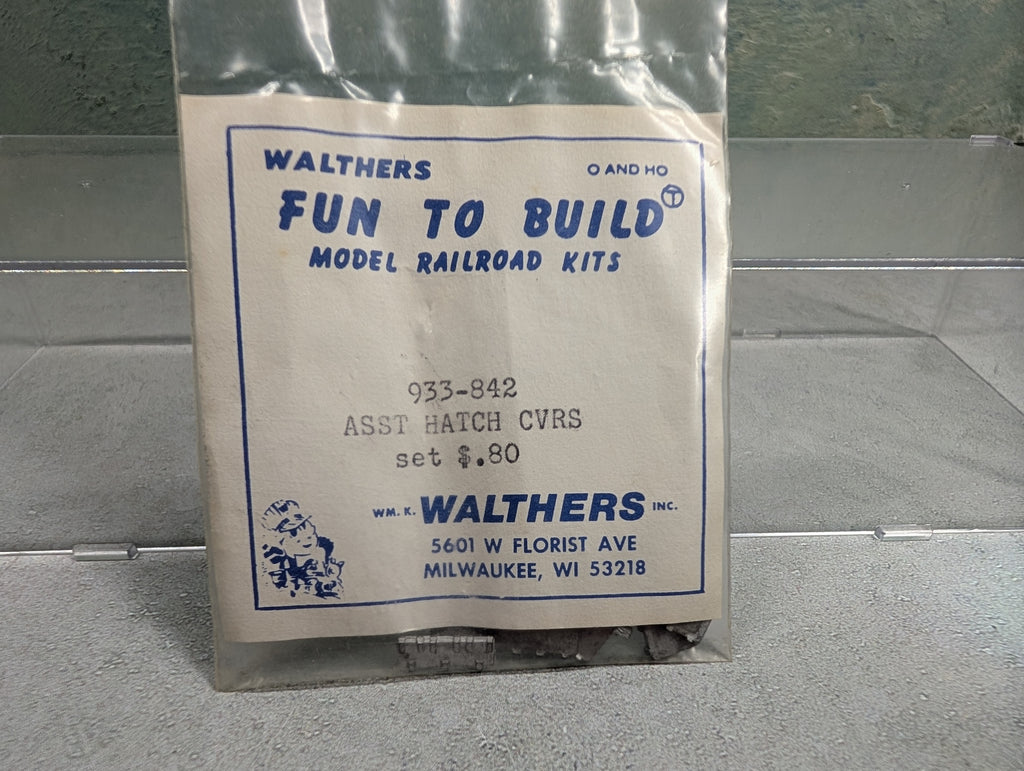 WALTHERS O AND HO
FUN TO BUILD Ⓣ
MODEL RAILROAD KITS
933-842
ASST HATCH CVRS
set $.80
WM. K. WALTHERS INC.
5601 W FLORIST AVE
MILWAUKEE, WI 53218